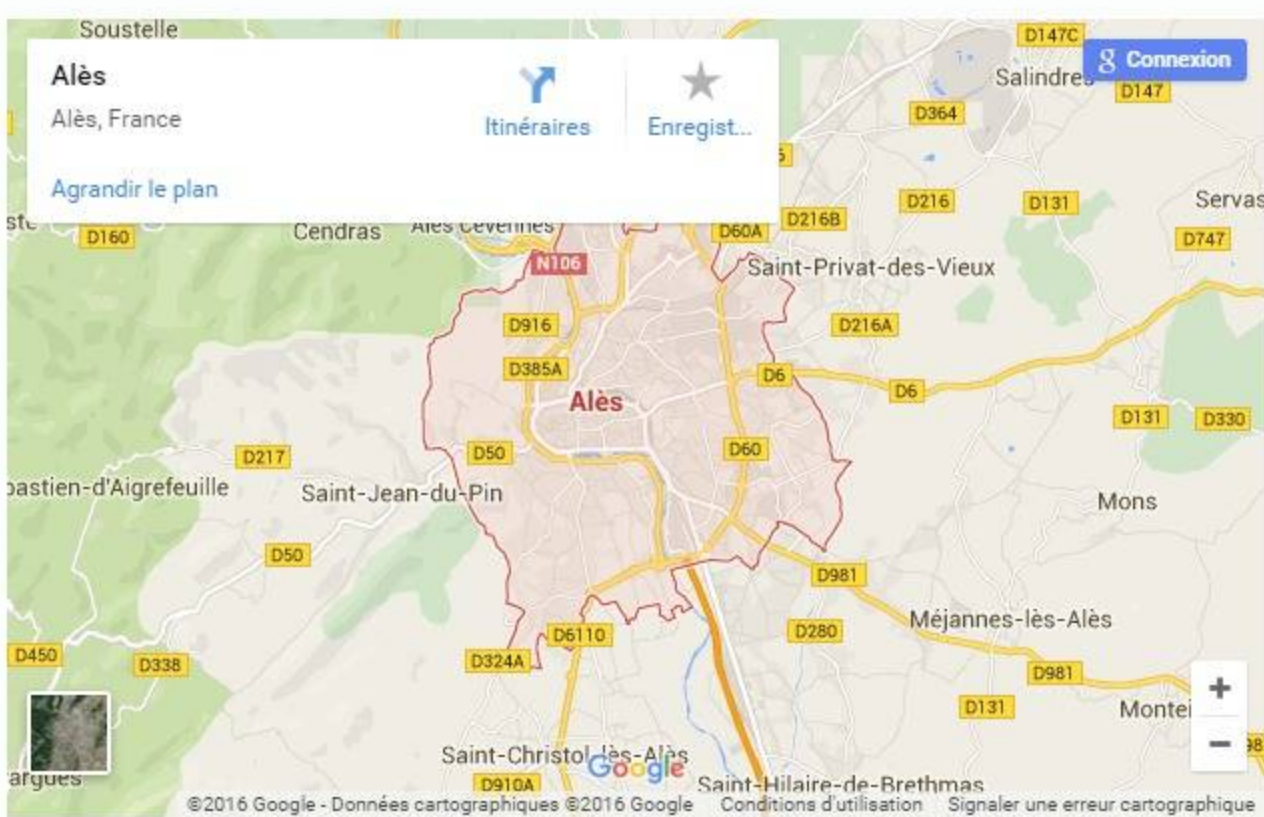 Soustelle
D147C
Alès
Connexion
Salindres
D147
Alès, France
Itinéraires
Enregist...
D364
Agrandir le plan
D216
D131
Servas
D160
Cendras
Alès Cévennes
D60A
D216B
D747
N106
Saint-Privat-des-Vieux
D916
D216A
D385A
D6
D6
Alès
D131
D330
D217
D50
D60
bastien-d'Aigrefeuille
Saint-Jean-du-Pin
Mons
D50
D981
Méjannes-lès-Alès
D6110
D280
D450
D338
D324A
D981
+
D131
Montei
−
Saint-Christol-lès-Alès
Google
argues
D910A
Saint-Hilaire-de-Brethmas
©2016 Google - Données cartographiques ©2016 Google Conditions d'utilisation Signaler une erreur cartographique